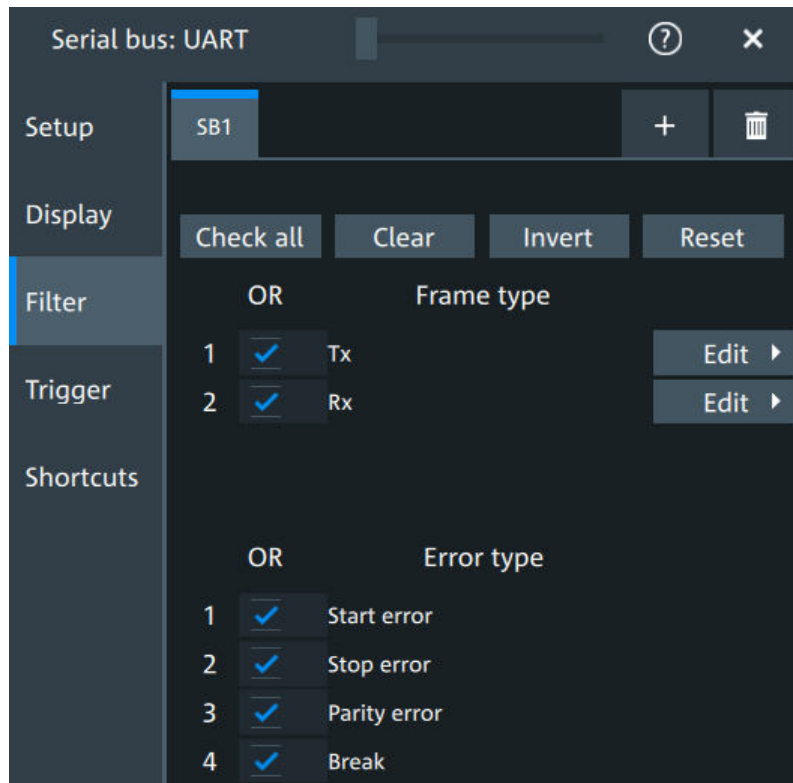 Serial bus: UART
Setup
SB1
Display
Check all Clear Invert Reset
Filter
OR Frame type
1 Tx Edit
Trigger
2 Rx Edit
Shortcuts
OR Error type
1 Start error
2 Stop error
3 Parity error
4 Break